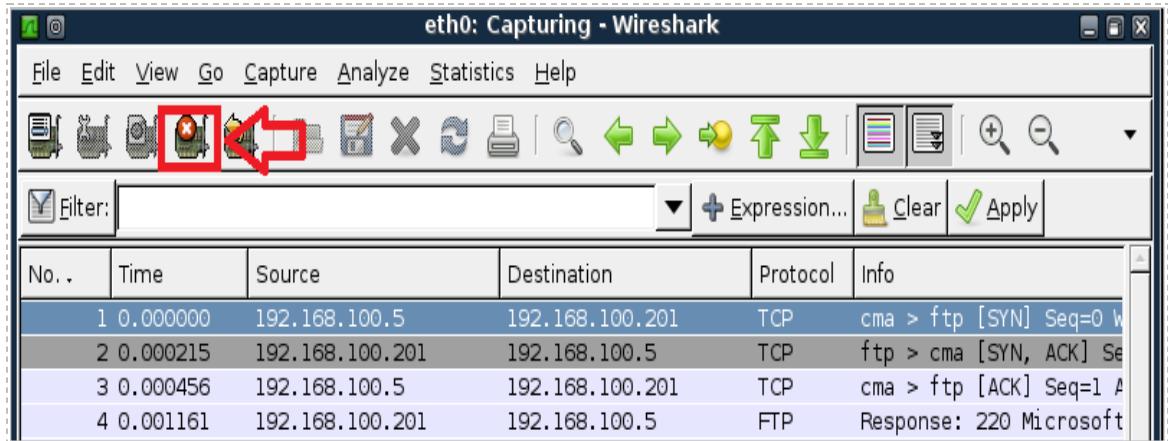 eth0: Capturing - Wireshark
File Edit View Go Capture Analyze Statistics Help
Filter: Expression... Clear Apply
No. . Time Source Destination Protocol Info
1 0.000000 192.168.100.5 192.168.100.201 TCP cma > ftp [SYN] Seq=0 W
2 0.000215 192.168.100.201 192.168.100.5 TCP ftp > cma [SYN, ACK] Se
3 0.000456 192.168.100.5 192.168.100.201 TCP cma > ftp [ACK] Seq=1 A
4 0.001161 192.168.100.201 192.168.100.5 FTP Response: 220 Microsoft